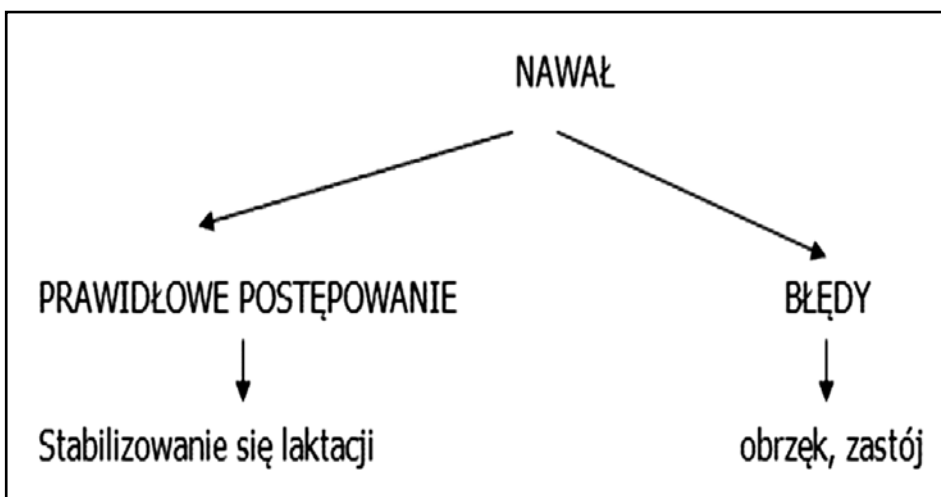 NAWAŁ
PRAWIDŁOWE POSTĘPOWANIE
BŁĘDY
Stabilizowanie się laktacji
obrzęk, zastój